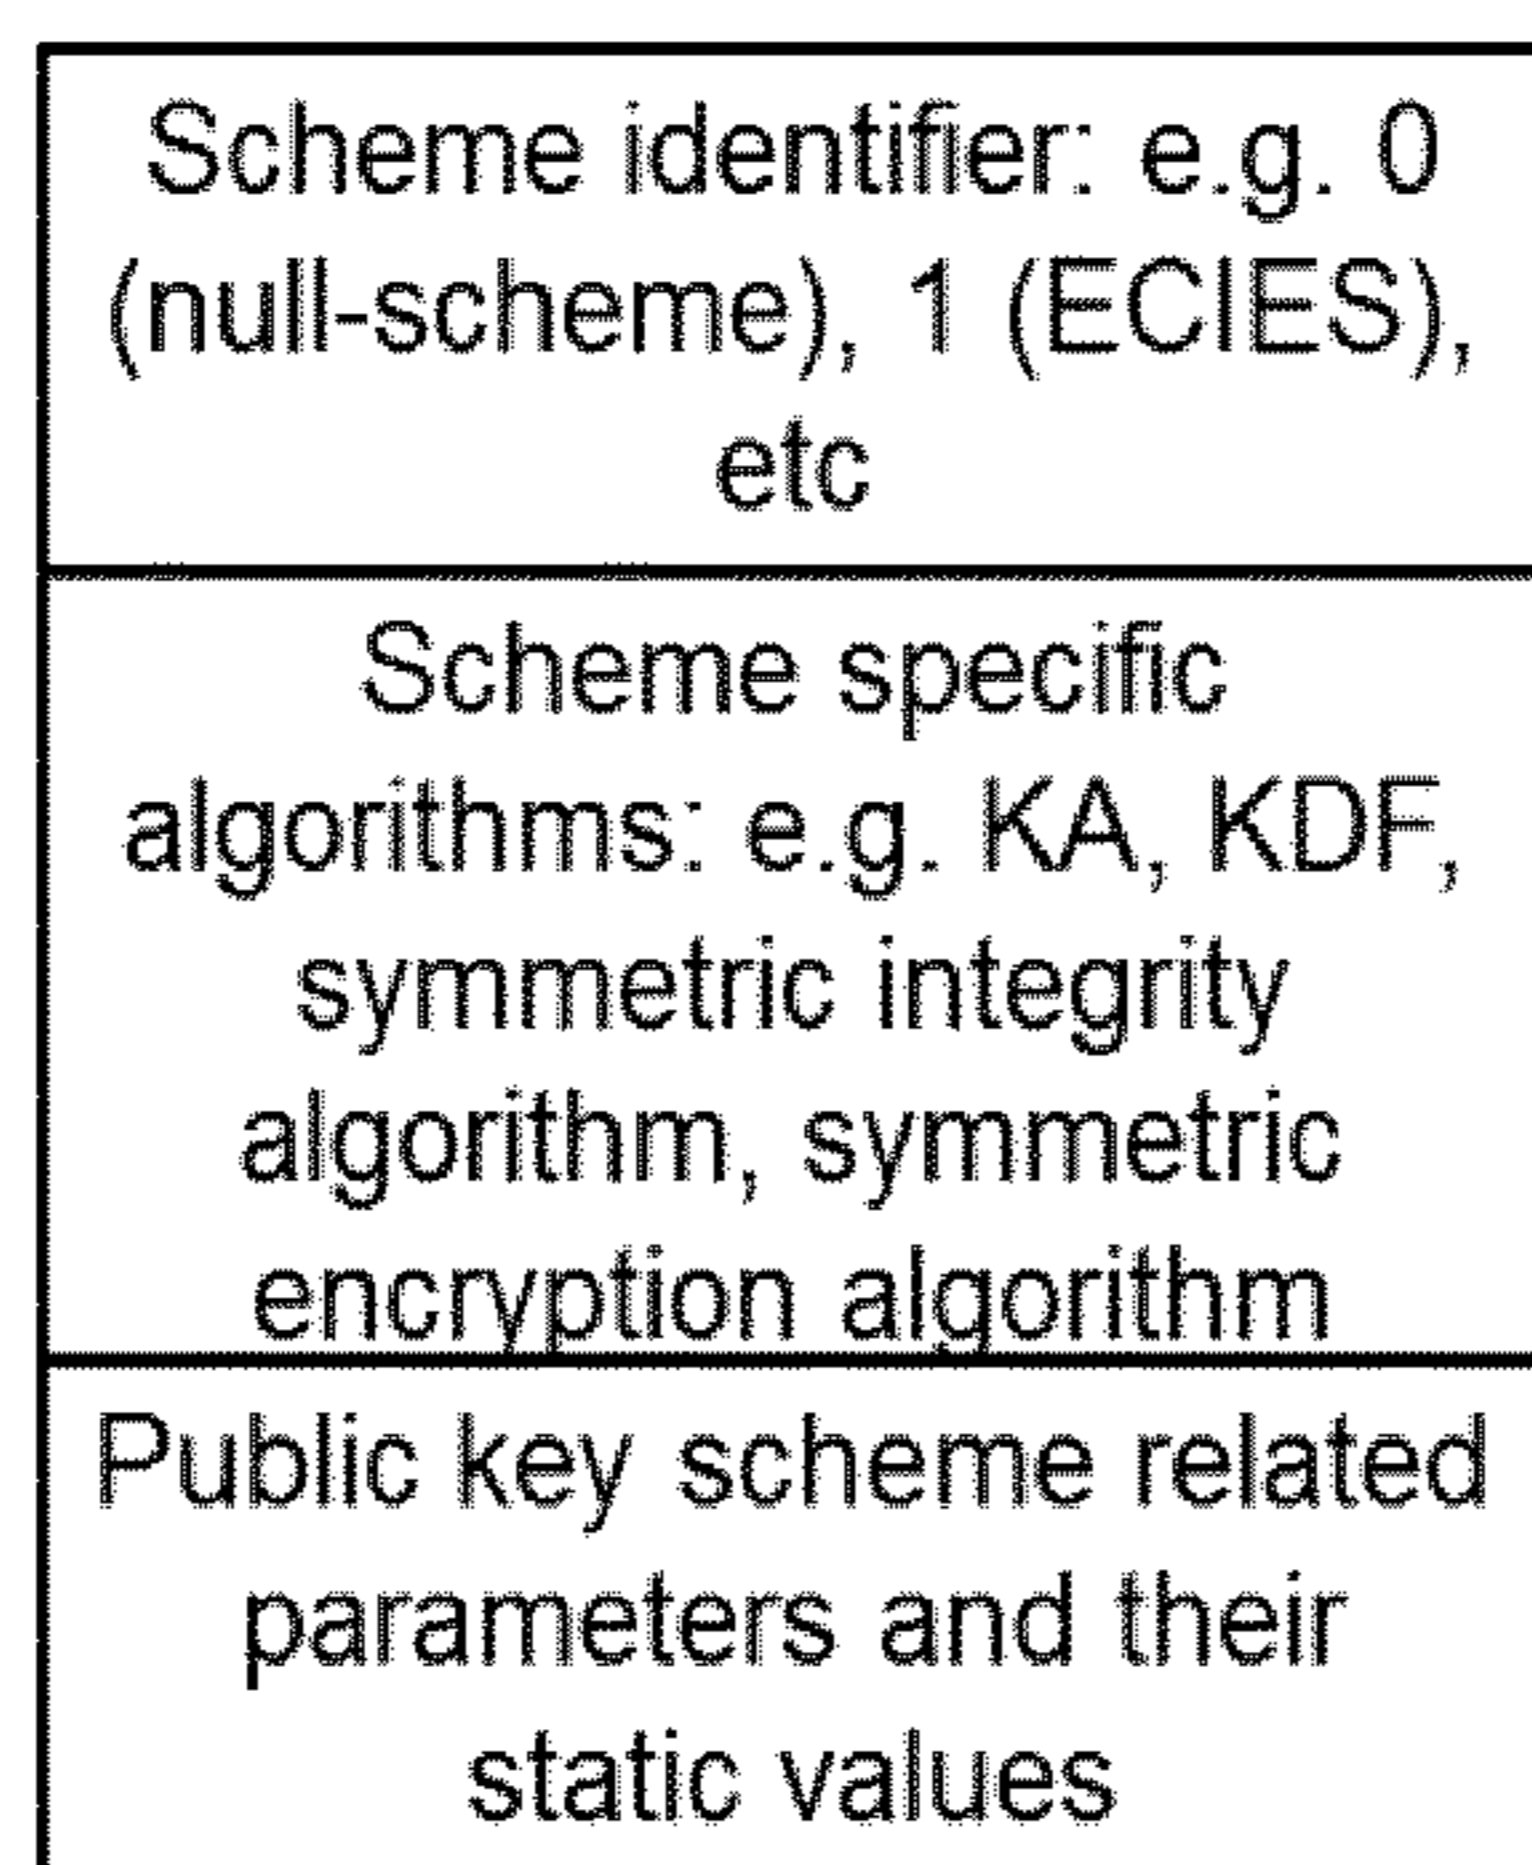 Scheme identifier: e.g. 0
(null-scheme), 1 (ECIES),
etc
Scheme specific
algorithms: e.g. KA, KDF,
symmetric integrity
algorithm, symmetric
encryption algorithm
Public key scheme related
parameters and their
static values